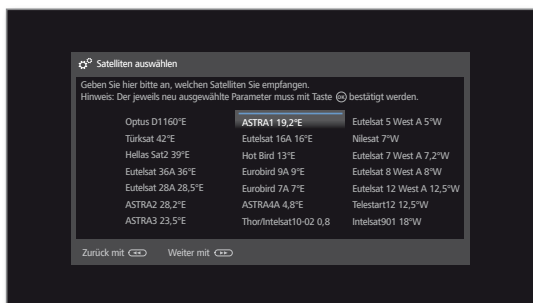 Satelliten auswählen
Geben Sie hier bitte an, welchen Satelliten Sie empfangen.
Hinweis: Der jeweils neu ausgewählte Parameter muss mit Taste OK bestätigt werden.
Optus D1160°E ASTRA1 19,2°E Eutelsat 5 West A 5°W
Türksat 42°E Eutelsat 16A 16°E Nilesat 7°W
Hellas Sat2 39°E Hot Bird 13°E Eutelsat 7 West A 7,2°W
Eutelsat 36A 36°E Eurobird 9A 9°E Eutelsat 8 West A 8°W
Eutelsat 28A 28,5°E Eurobird 7A 7°E Eutelsat 12 West A 12,5°W
ASTRA2 28,2°E ASTRA4A 4,8°E Telestart12 12,5°W
ASTRA3 23,5°E Thor/Intelsat10-02 0,8 Intelsat901 18°W
Zurück mit Weiter mit